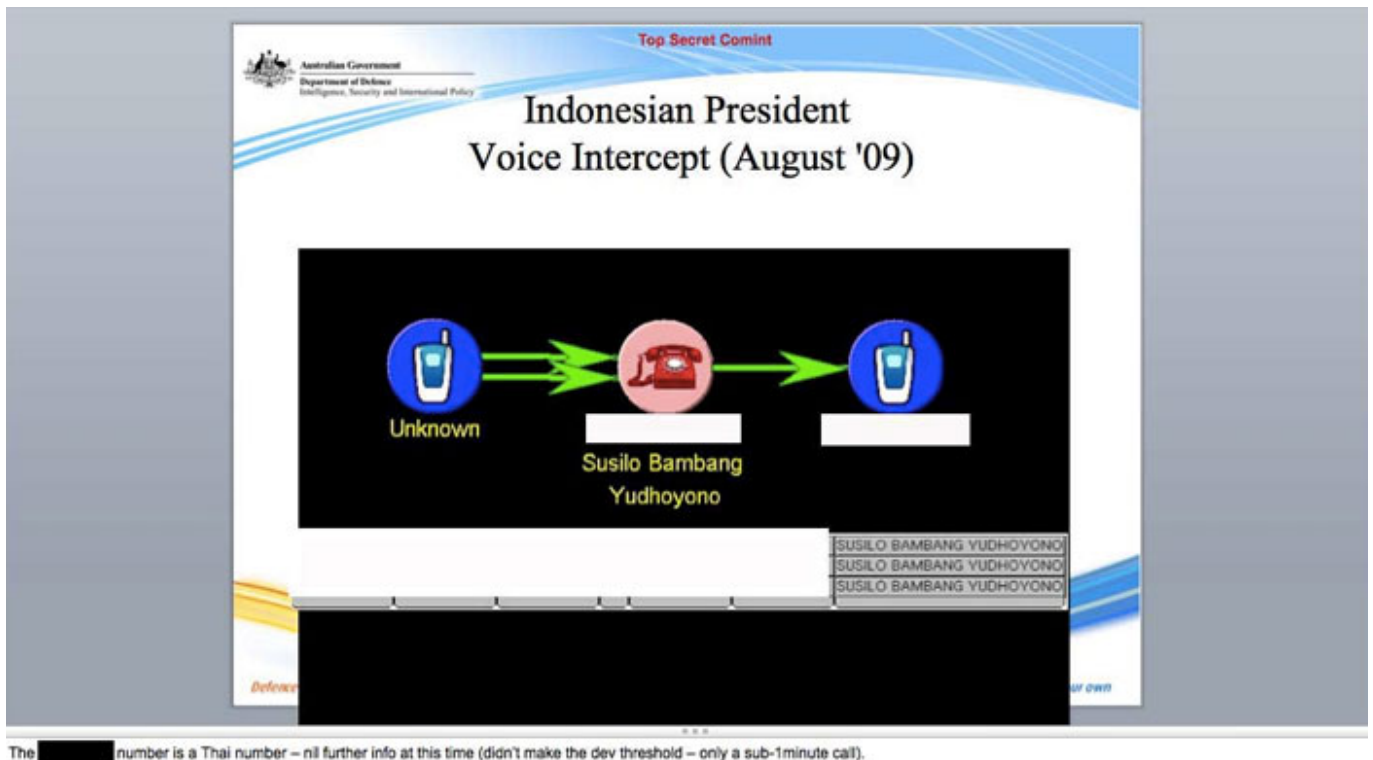 Top Secret Comint
Australian Government
Department of Defence
Intelligence, Security and International Policy
Indonesian President
Voice Intercept (August '09)
Unknown
Susilo Bambang
Yudhoyono
SUSILO BAMBANG YUDHOYONO
SUSILO BAMBANG YUDHOYONO
SUSILO BAMBANG YUDHOYONO
Defence
ur own
The number is a Thai number – nil further info at this time (didn't make the dev threshold – only a sub-1minute call).